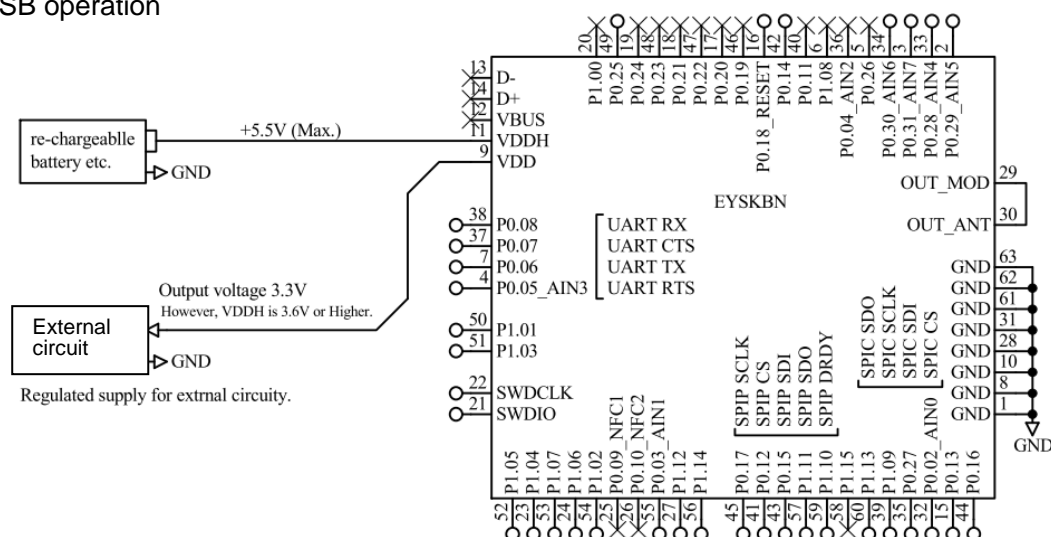 SB operation
20 49 19 48 18 47 17 46 16 42 40 6 36 5 34 3 33 2
P1.00 P0.25 P0.24 P0.23 P0.21 P0.22 P0.20 P0.19 P0.18_RESET P0.14 P0.11 P1.08 P0.04_AIN2 P0.26 P0.30_AIN6 P0.31_AIN7 P0.28_AIN4 P0.29_AIN5
13 D-
14 D+
12 VBUS
11 VDDH
9 VDD
re-chargeablle
battery etc.
+5.5V (Max.)
GND
EYSKBN
OUT_MOD 29
OUT_ANT 30
38 P0.08 UART RX
37 P0.07 UART CTS
7 P0.06 UART TX
4 P0.05_AIN3 UART RTS
50 P1.01
51 P1.03
22 SWDCLK
21 SWDIO
Output voltage 3.3V
However, VDDH is 3.6V or Higher.
External
circuit
GND
Regulated supply for extrnal circuity.
GND 63
GND 62
GND 61
GND 31
GND 28
GND 10
GND 8
GND 1
GND
SPIP SCLK
SPIP CS
SPIP SDI
SPIP SDO
SPIP DRDY
SPIC SDO
SPIC SCLK
SPIC SDI
SPIC CS
P1.05 P1.04 P1.07 P1.06 P1.02 P0.09_NFC1 P0.10_NFC2 P0.03_AIN1 P1.12 P1.14 P0.17 P0.12 P0.15 P1.11 P1.10 P1.15 P1.13 P1.09 P0.27 P0.02_AIN0 P0.13 P0.16
52 23 53 24 54 25 26 55 27 56 45 41 43 57 59 58 60 39 35 32 15 44